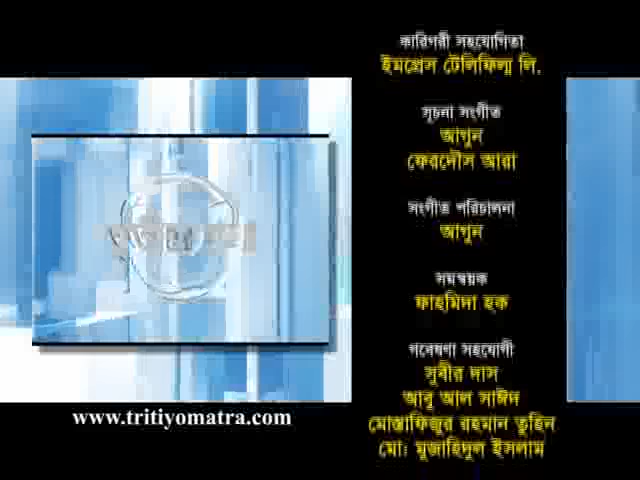 কারিগরী সহযোগিতা
ইমপ্রেস টেলিফিল্ম লি.
সূচনা সংগীত
আগুন
ফেরদৌস আরা
সংগীত পরিচালনা
আগুন
সমন্বয়ক
ফাহমিদা হক
গবেষণা সহযোগী
সুবীর দাস
আবু আল সাঈদ
মোস্তাফিজুর রহমান তুহিন
মো: মুজাহিদুল ইসলাম
www.tritiyomatra.com